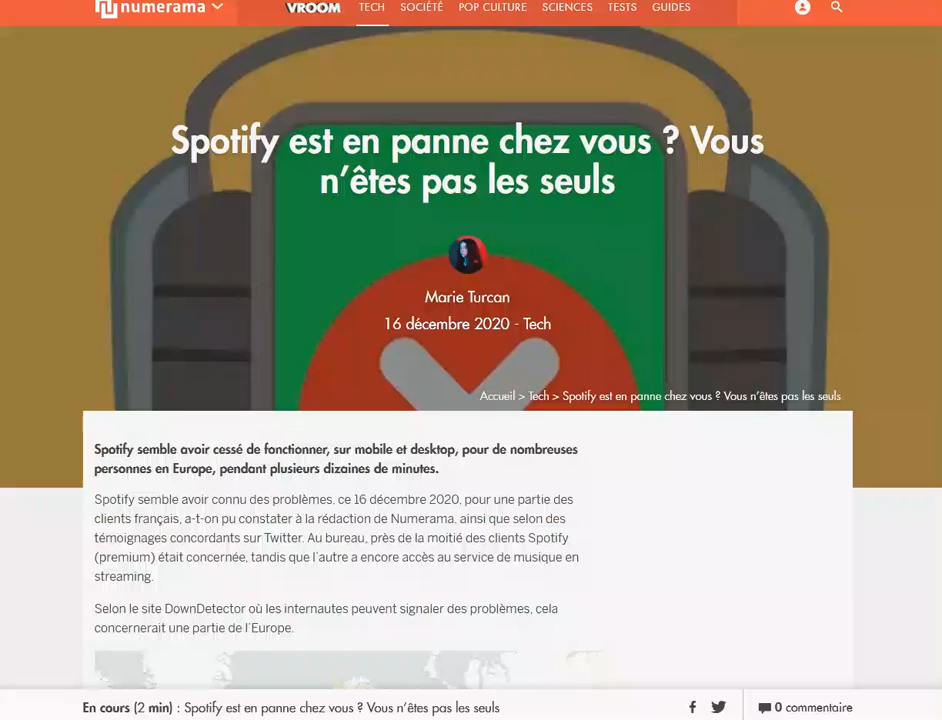 numerama
VROOM TECH SOCIÉTÉ POP CULTURE SCIENCES TESTS GUIDES
Spotify est en panne chez vous ? Vous
n'êtes pas les seuls
Marie Turcan
16 décembre 2020 - Tech
Accueil > Tech > Spotify est en panne chez vous ? Vous n'êtes pas les seuls
Spotify semble avoir cessé de fonctionner, sur mobile et desktop, pour de nombreuses
personnes en Europe, pendant plusieurs dizaines de minutes.
Spotify semble avoir connu des problèmes, ce 16 décembre 2020, pour une partie des
clients français, a-t-on pu constater à la rédaction de Numerama, ainsi que selon des
témoignages concordants sur Twitter. Au bureau, près de la moitié des clients Spotify
(premium) était concernée, tandis que l'autre a encore accès au service de musique en
streaming.
Selon le site DownDetector où les internautes peuvent signaler des problèmes, cela
concernerait une partie de l'Europe.
En cours (2 min) : Spotify est en panne chez vous ? Vous n'êtes pas les seuls
0 commentaire